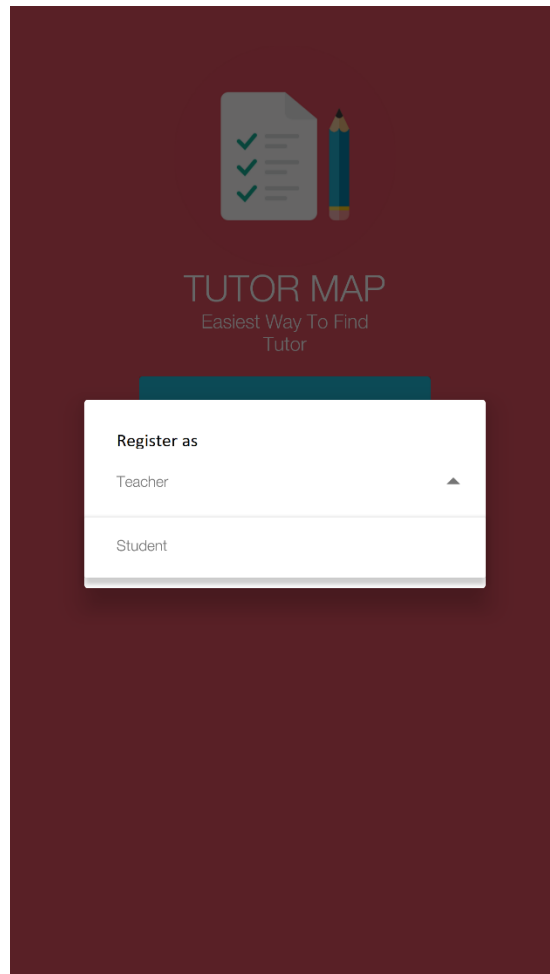 TUTOR MAP
Easiest Way To Find
Tutor
Register as
Teacher
Student